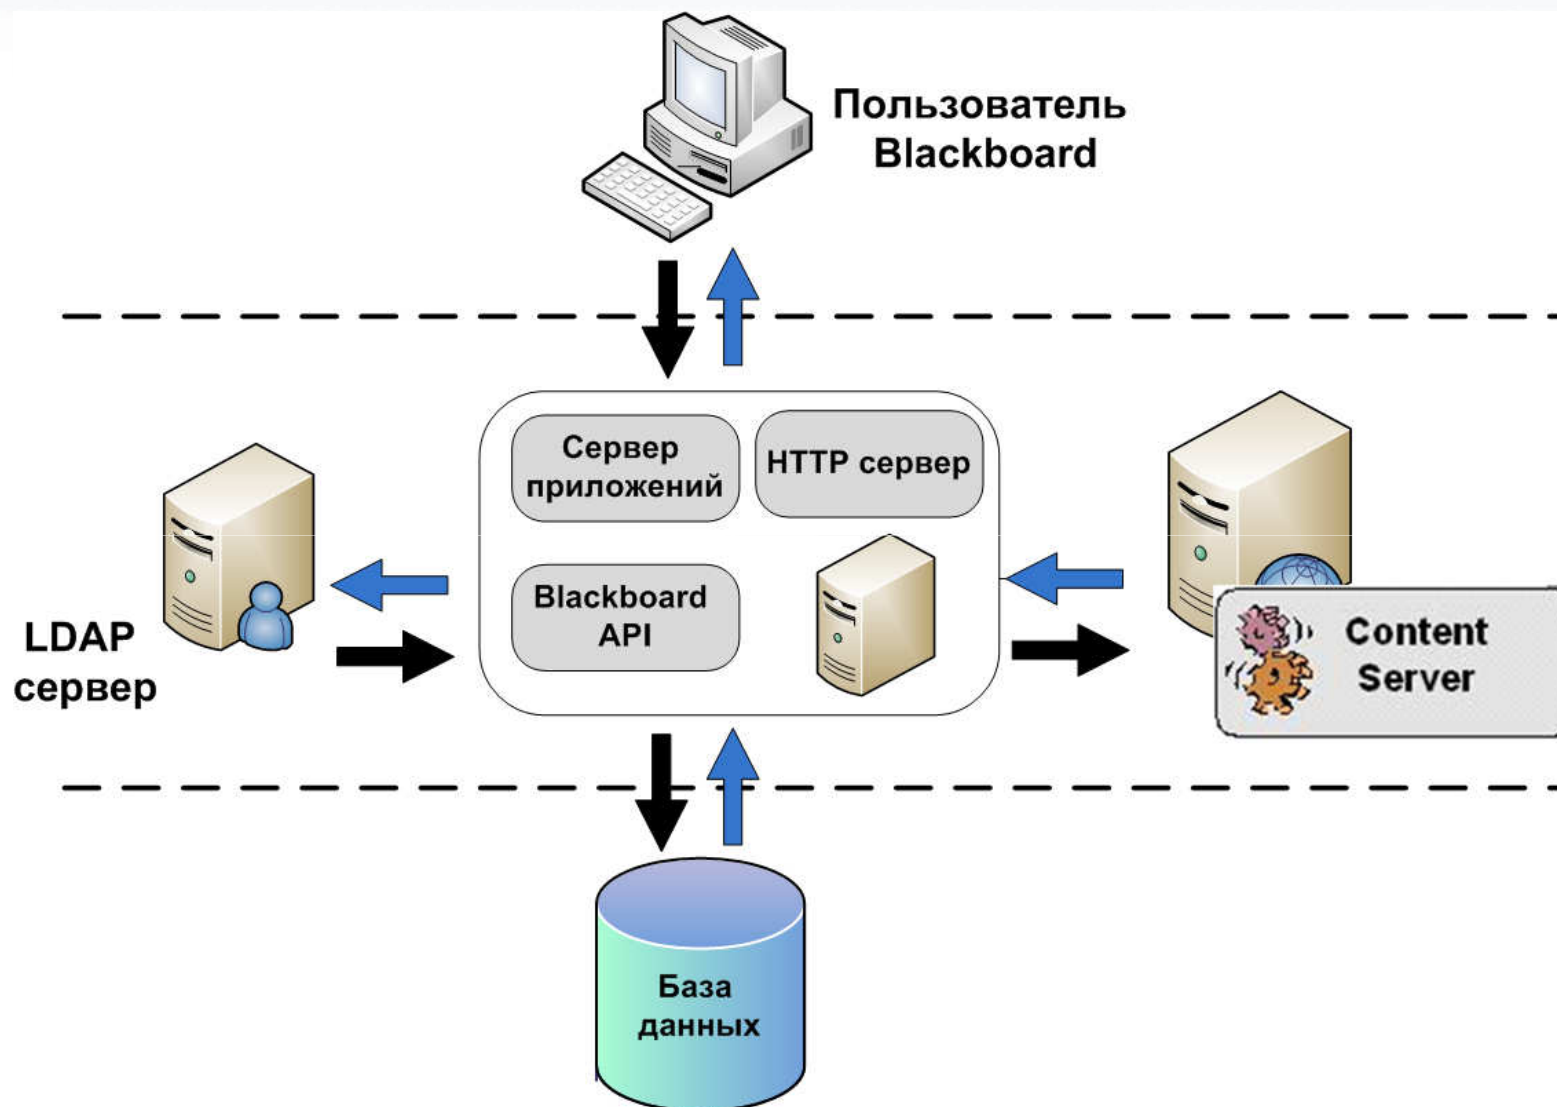 Пользователь
Blackboard
Сервер
приложений
HTTP сервер
Blackboard
API
LDAP
сервер
Content
Server
База
данных